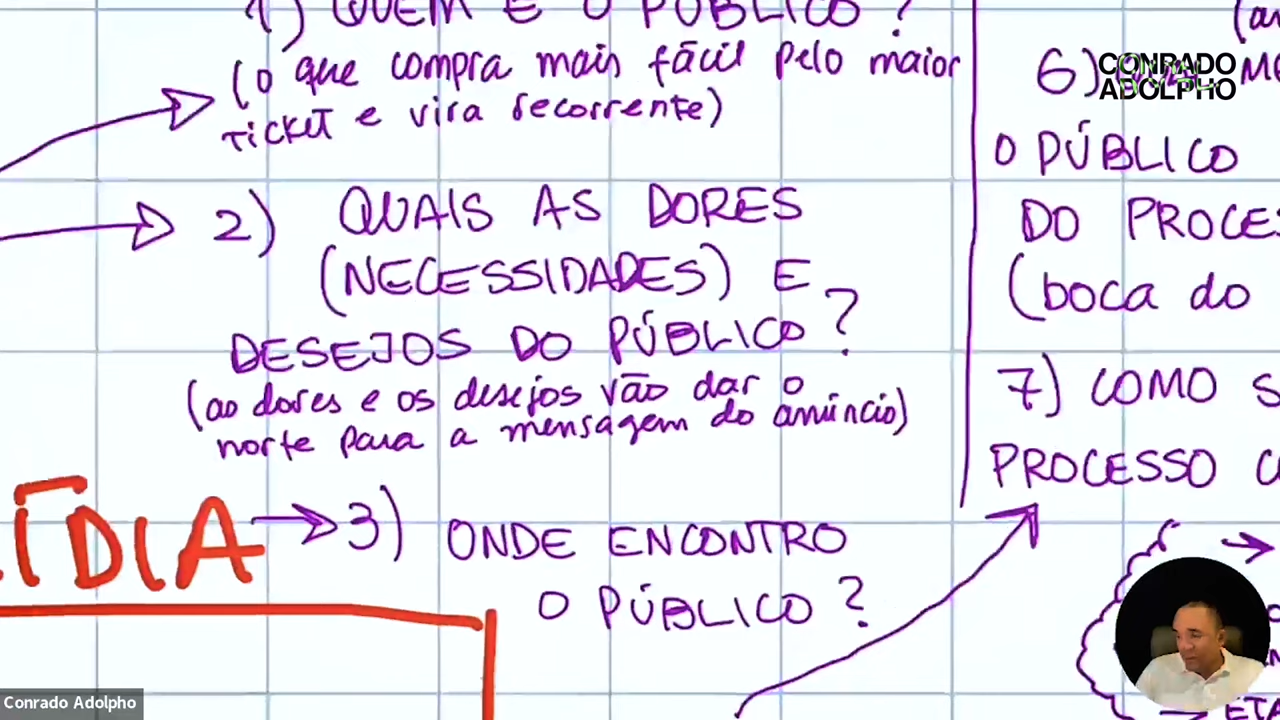 1) QUEM É O PÚBLICO?
(o que compra mais fácil pelo maior
TICKET e vira recorrente)
2) QUAIS AS DORES
(NECESSIDADES) E
DESEJOS DO PÚBLICO?
(as dores e os desejos vão dar o
norte para a mensagem do anúncio)
ÍDIA
3) ONDE ENCONTRO
O PÚBLICO?
6)
O PÚBLICO
DO PROCES
(boca do
7) COMO S
PROCESSO C
CONRADO
ADOLPHO
Conrado Adolpho